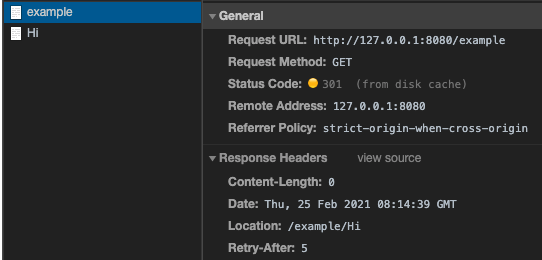 example
Hi
General
Request URL: http://127.0.0.1:8080/example
Request Method: GET
Status Code: 301 (from disk cache)
Remote Address: 127.0.0.1:8080
Referrer Policy: strict-origin-when-cross-origin
Response Headers view source
Content-Length: 0
Date: Thu, 25 Feb 2021 08:14:39 GMT
Location: /example/Hi
Retry-After: 5